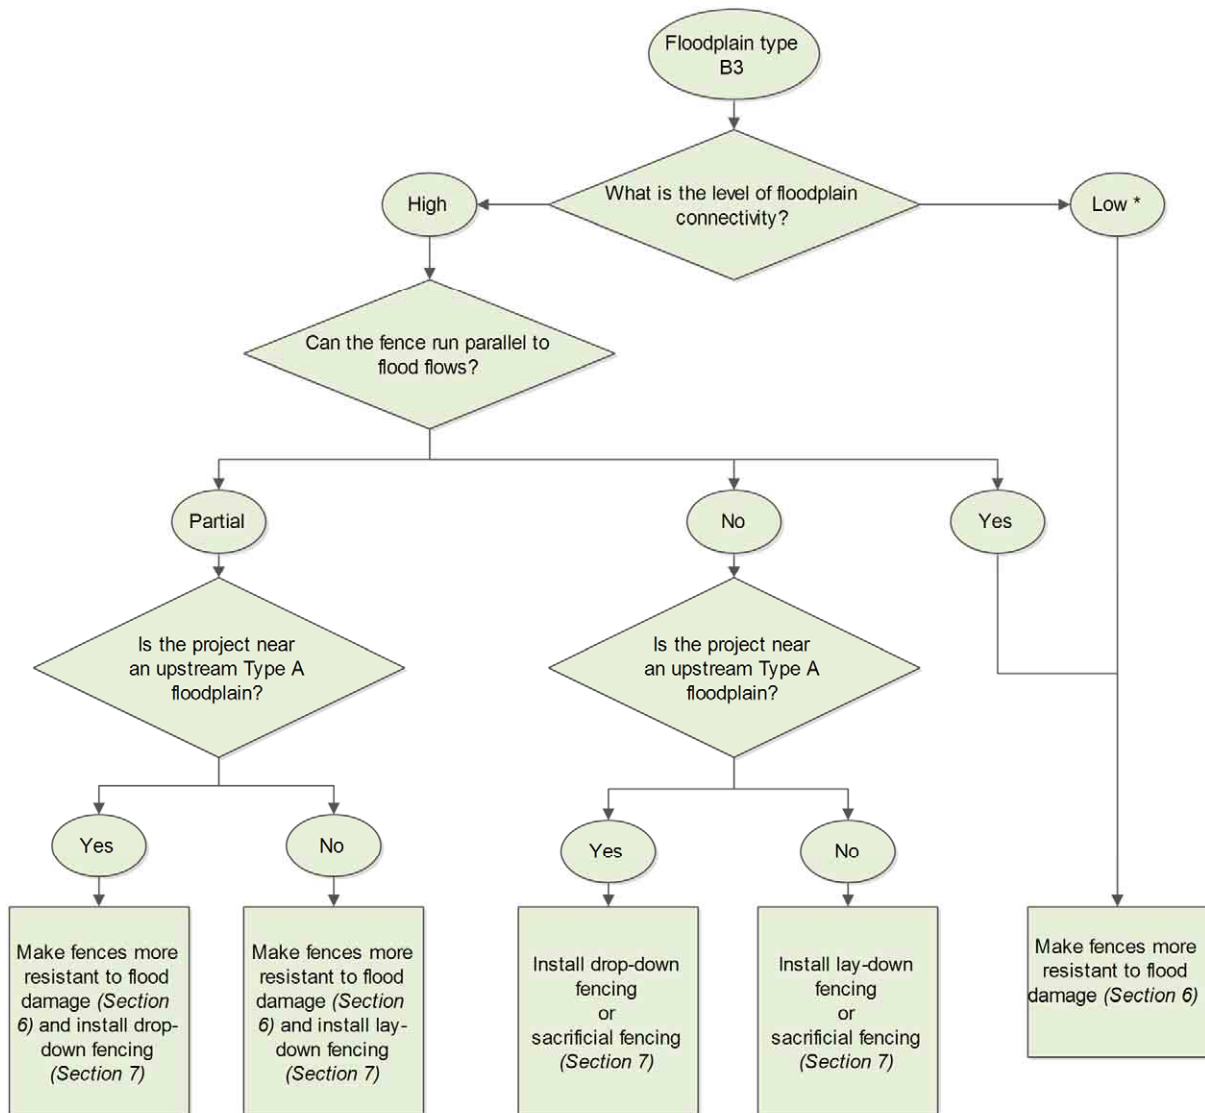 Floodplain type
B3
What is the level of floodplain
connectivity?
High
Low *
Can the fence run parallel to
flood flows?
Partial
No
Yes
Is the project near
an upstream Type A
floodplain?
Is the project near
an upstream Type A
floodplain?
Yes
No
Yes
No
Make fences more
resistant to flood
damage (Section
6) and install drop-
down fencing
(Section 7)
Make fences more
resistant to flood
damage (Section
6) and install lay-
down fencing
(Section 7)
Install drop-down
fencing
or
sacrificial fencing
(Section 7)
Install lay-down
fencing
or
sacrificial fencing
(Section 7)
Make fences more
resistant to flood
damage (Section 6)